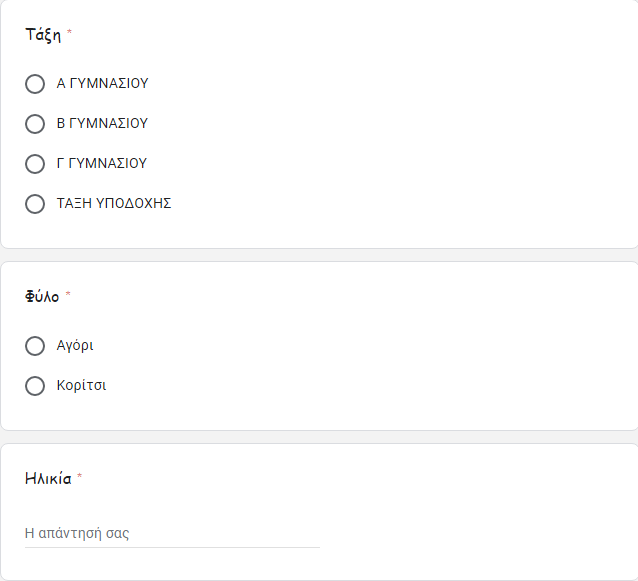 Τάξη *
Α ΓΥΜΝΑΣΙΟΥ
Β ΓΥΜΝΑΣΙΟΥ
Γ ΓΥΜΝΑΣΙΟΥ
ΤΑΞΗ ΥΠΟΔΟΧΗΣ
Φύλο *
Αγόρι
Κορίτσι
Ηλικία *
Η απάντησή σας